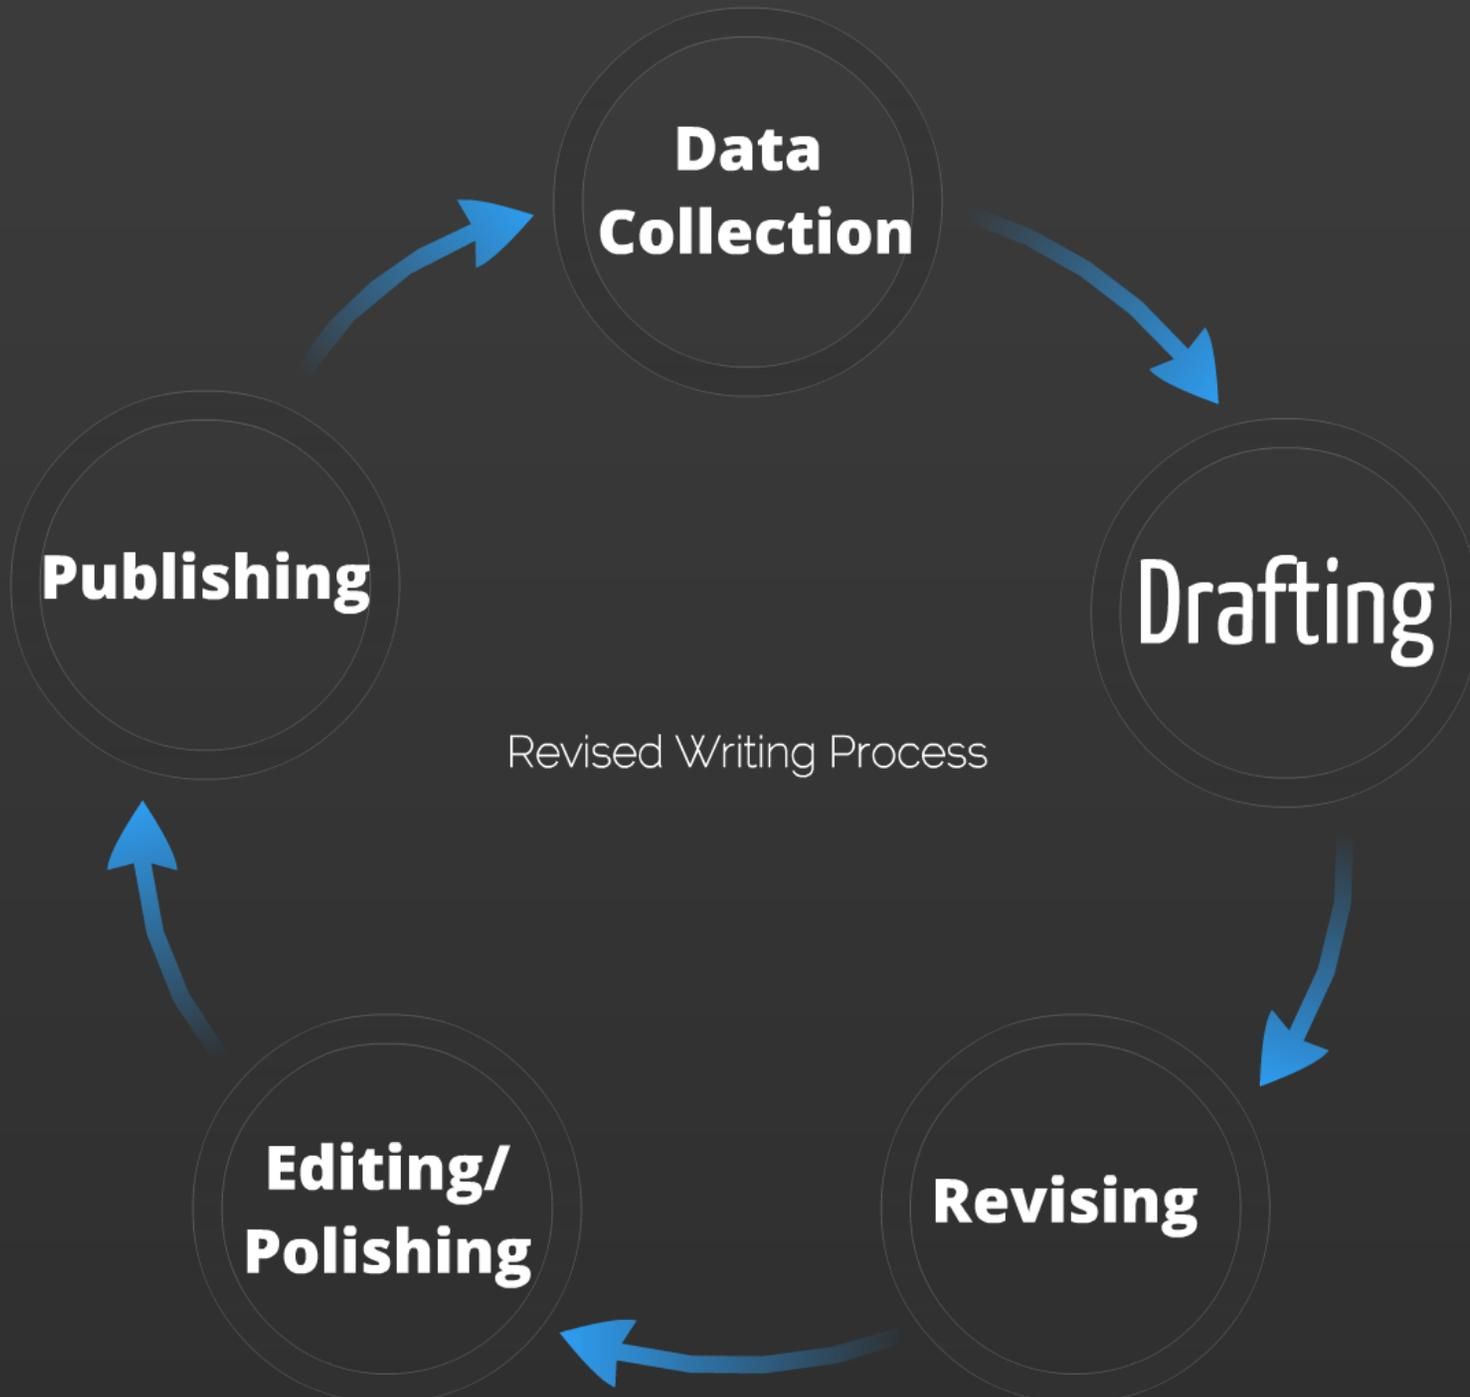 Data
Collection
Drafting
Revising
Editing/
Polishing
Publishing
Revised Writing Process